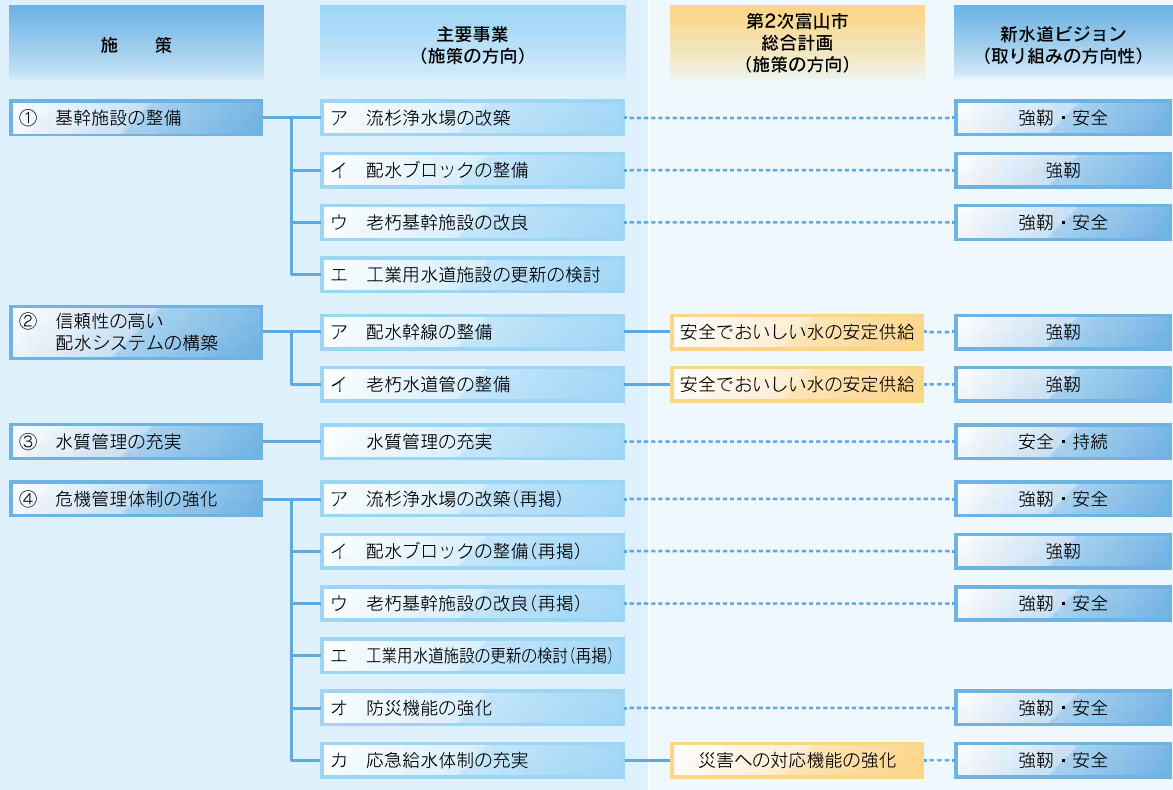 施　　策
主要事業
（施策の方向）
第2次富山市
総合計画
（施策の方向）
新水道ビジョン
（取り組みの方向性）
①　基幹施設の整備
ア　流杉浄水場の改築
強靭・安全
イ　配水ブロックの整備
強靭
ウ　老朽基幹施設の改良
強靭・安全
エ　工業用水道施設の更新の検討
②　信頼性の高い
配水システムの構築
ア　配水幹線の整備
安全でおいしい水の安定供給
強靭
イ　老朽水道管の整備
安全でおいしい水の安定供給
強靭
③　水質管理の充実
水質管理の充実
安全・持続
④　危機管理体制の強化
ア　流杉浄水場の改築（再掲）
強靭・安全
イ　配水ブロックの整備（再掲）
強靭
ウ　老朽基幹施設の改良（再掲）
強靭・安全
エ　工業用水道施設の更新の検討（再掲）
オ　防災機能の強化
強靭・安全
カ　応急給水体制の充実
災害への対応機能の強化
強靭・安全